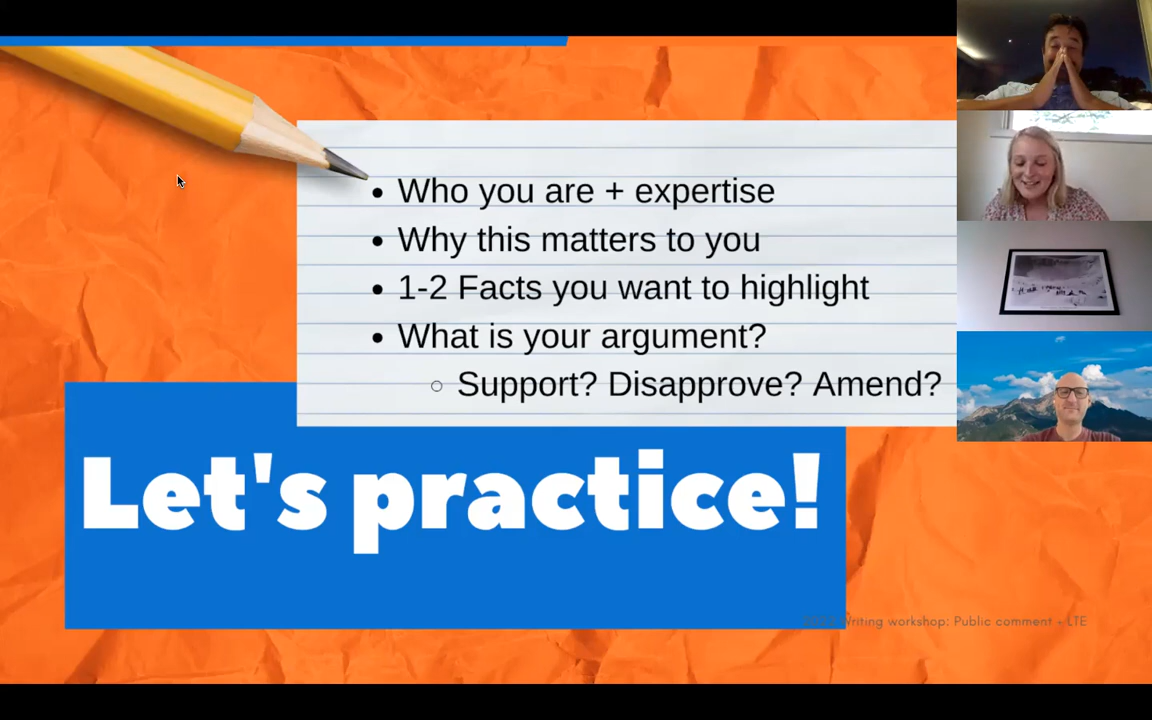 Who you are + expertise
Why this matters to you
1-2 Facts you want to highlight
What is your argument?
Support? Disapprove? Amend?
Let's practice!
Writing workshop: Public comment + LTE